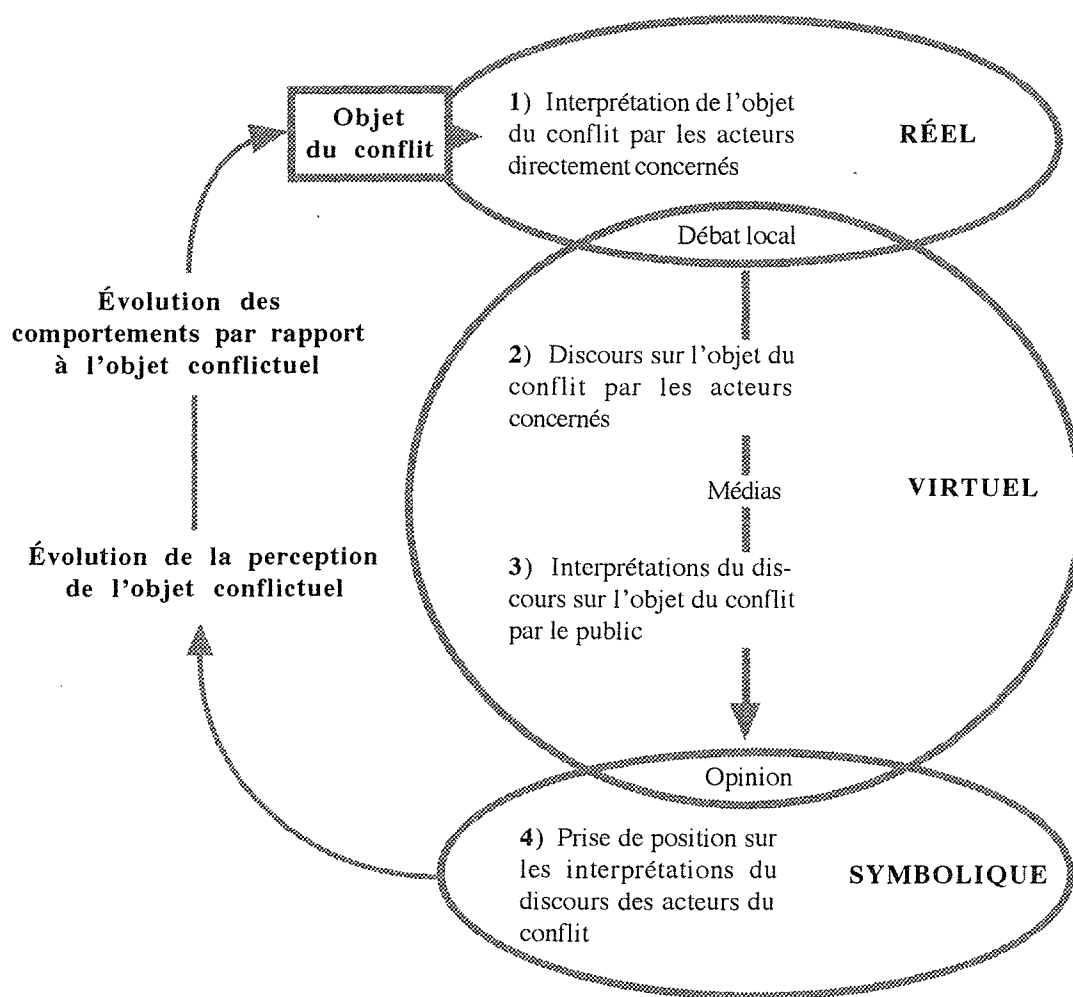 Objet
du conflit
1) Interprétation de l'objet
du conflit par les acteurs
directement concernés
RÉEL
Débat local
Évolution des
comportements par rapport
à l'objet conflictuel
2) Discours sur l'objet du
conflit par les acteurs
concernés
Médias
VIRTUEL
Évolution de la perception
de l'objet conflictuel
3) Interprétations du dis-
cours sur l'objet du conflit
par le public
Opinion
4) Prise de position sur
les interprétations du
discours des acteurs du
conflit
SYMBOLIQUE